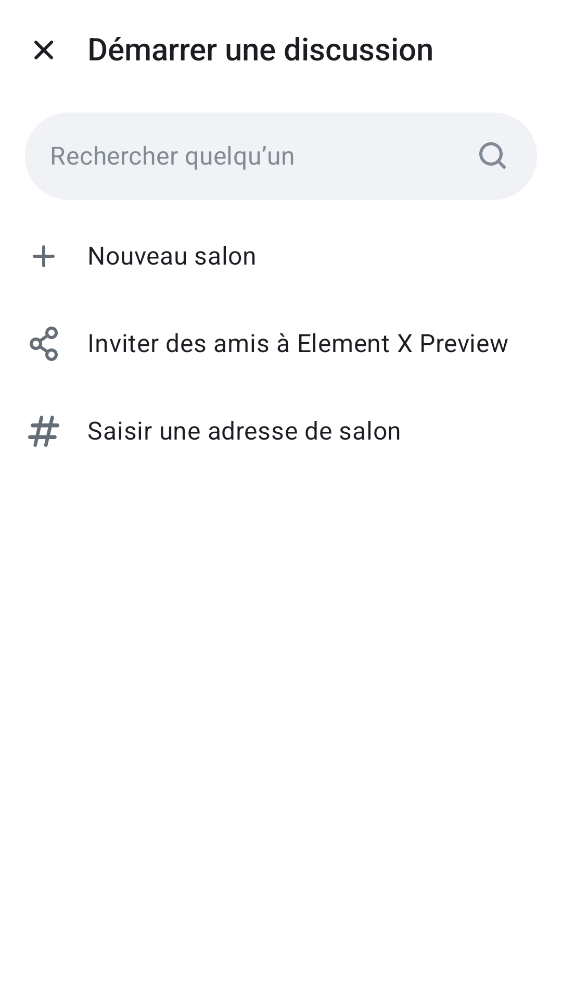 Démarrer une discussion
Rechercher quelqu’un
Nouveau salon
Inviter des amis à Element X Preview
Saisir une adresse de salon